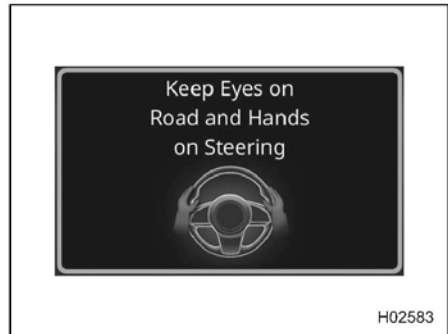 Keep Eyes on
Road and Hands
on Steering
H02583